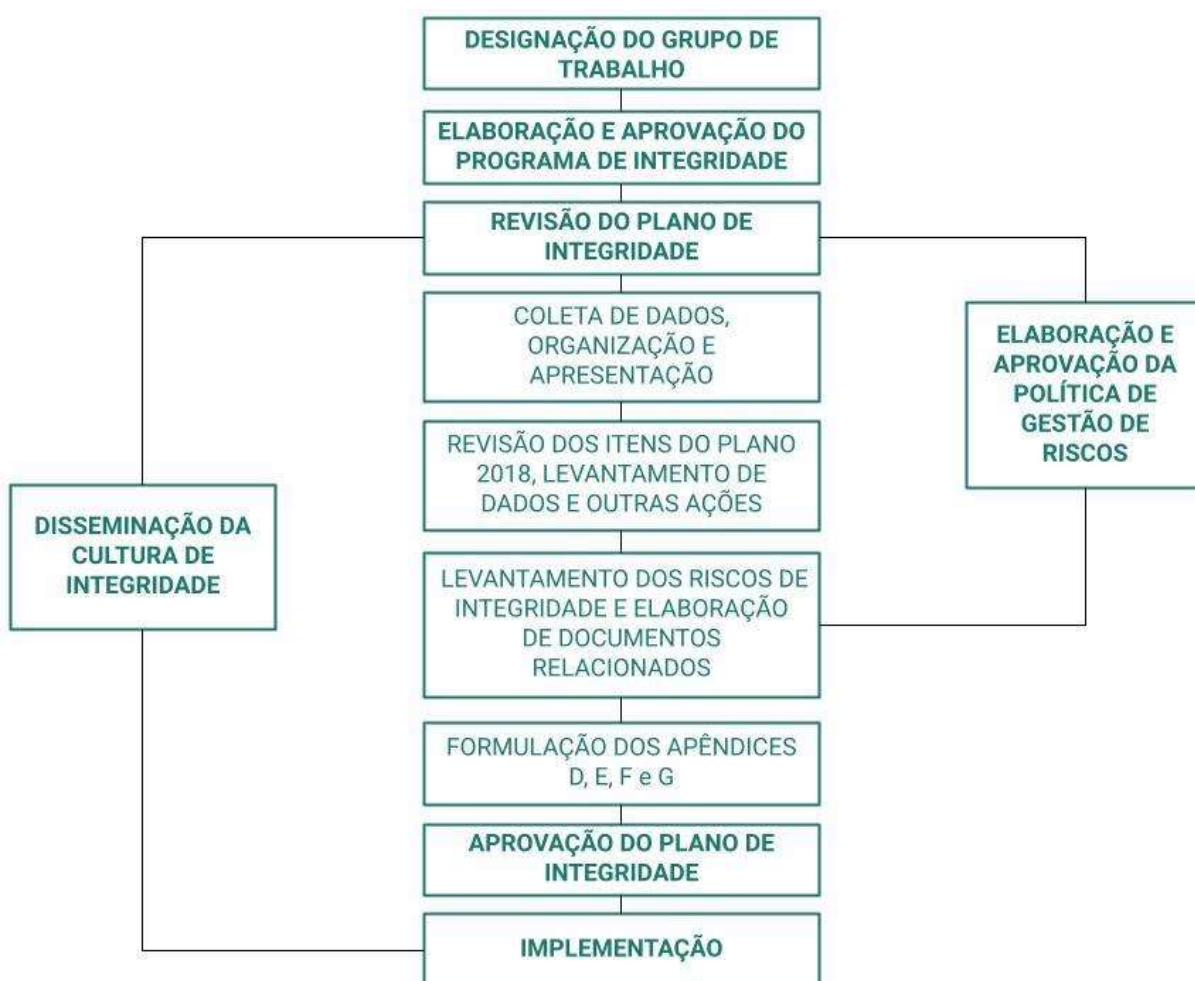 DESIGNAÇÃO DO GRUPO DE
TRABALHO
ELABORAÇÃO E APROVAÇÃO DO
PROGRAMA DE INTEGRIDADE
REVISÃO DO PLANO DE
INTEGRIDADE
COLETA DE DADOS,
ORGANIZAÇÃO E
APRESENTAÇÃO
ELABORAÇÃO E
APROVAÇÃO DA
POLÍTICA DE
GESTÃO DE
RISCOS
REVISÃO DOS ITENS DO PLANO
2018, LEVANTAMENTO DE
DADOS E OUTRAS AÇÕES
DISSEMINAÇÃO DA
CULTURA DE
INTEGRIDADE
LEVANTAMENTO DOS RISCOS DE
INTEGRIDADE E ELABORAÇÃO
DE DOCUMENTOS
RELACIONADOS
FORMULAÇÃO DOS APÊNDICES
D, E, F e G
APROVAÇÃO DO PLANO DE
INTEGRIDADE
IMPLEMENTAÇÃO